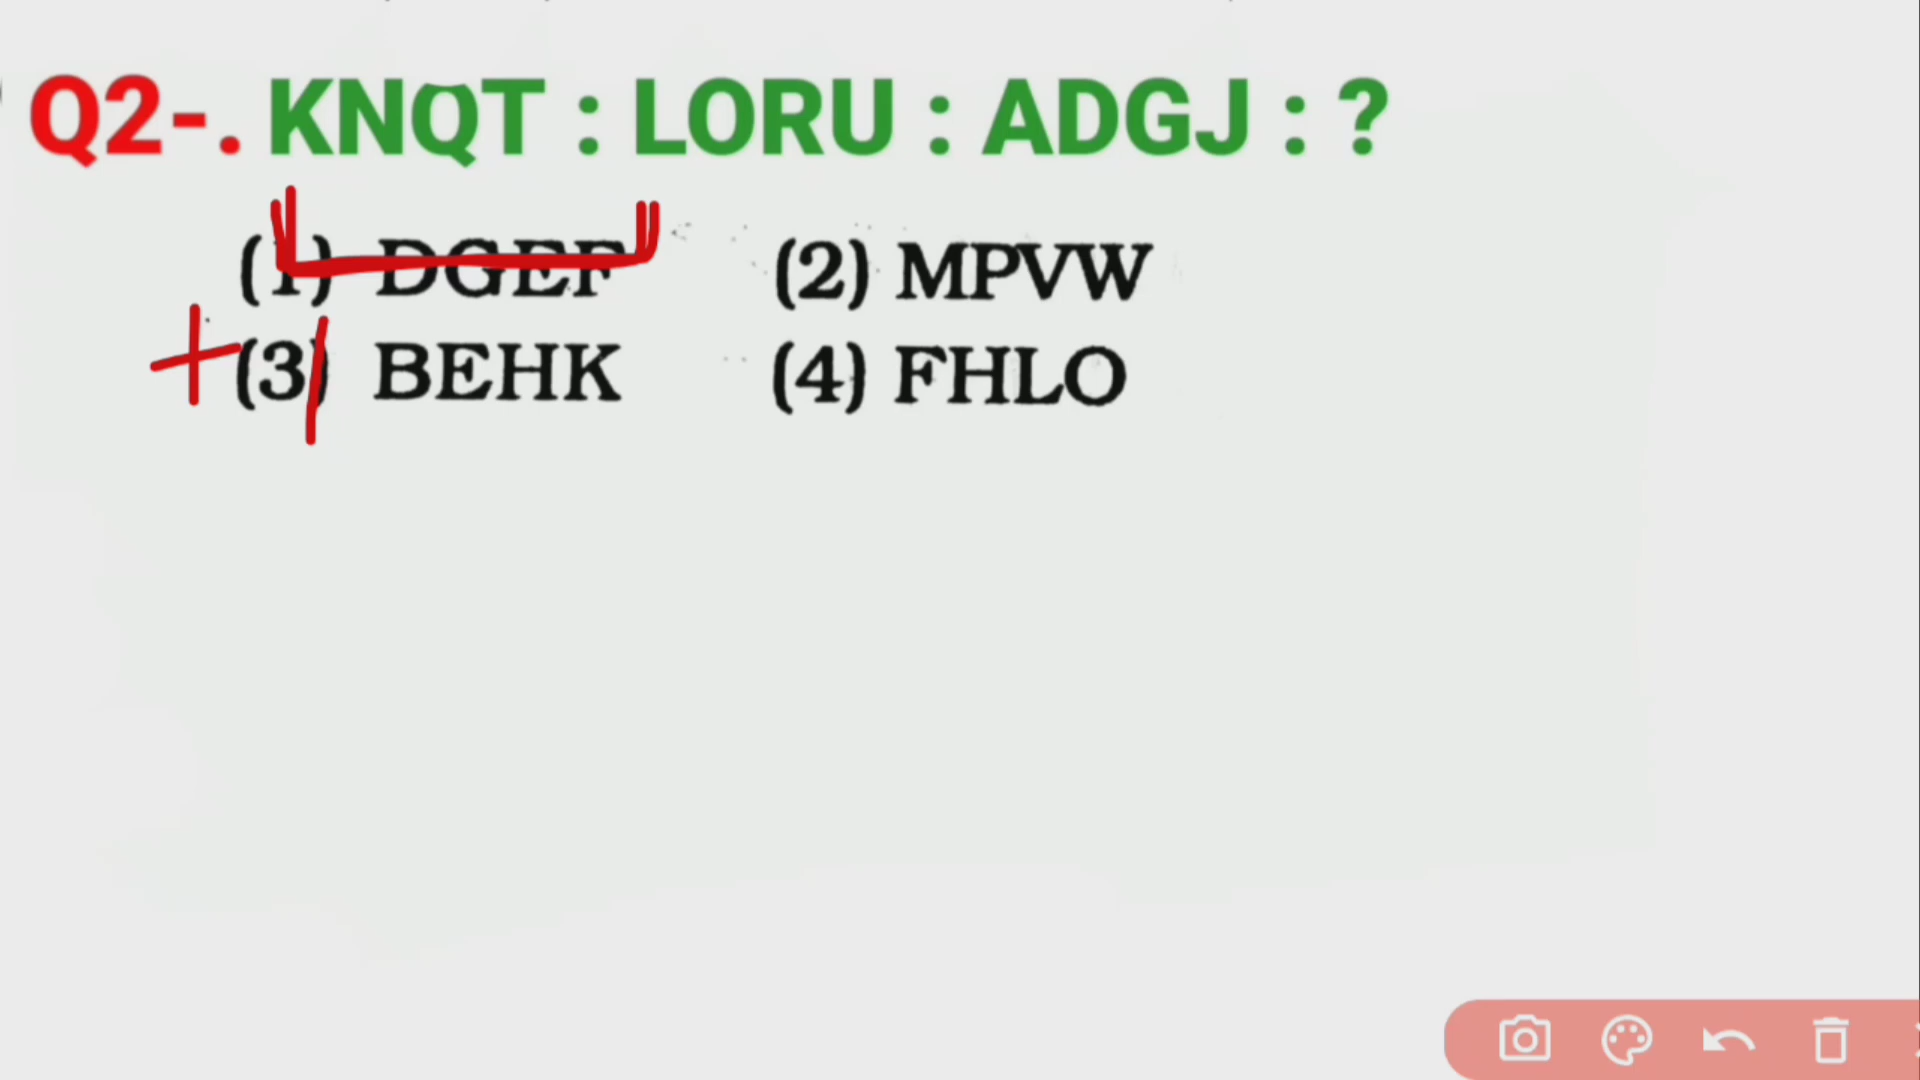 Q2-. KNQT : LORU : ADGJ : ?
(1) DGEF (2) MPVW
(3) BEHK (4) FHLO